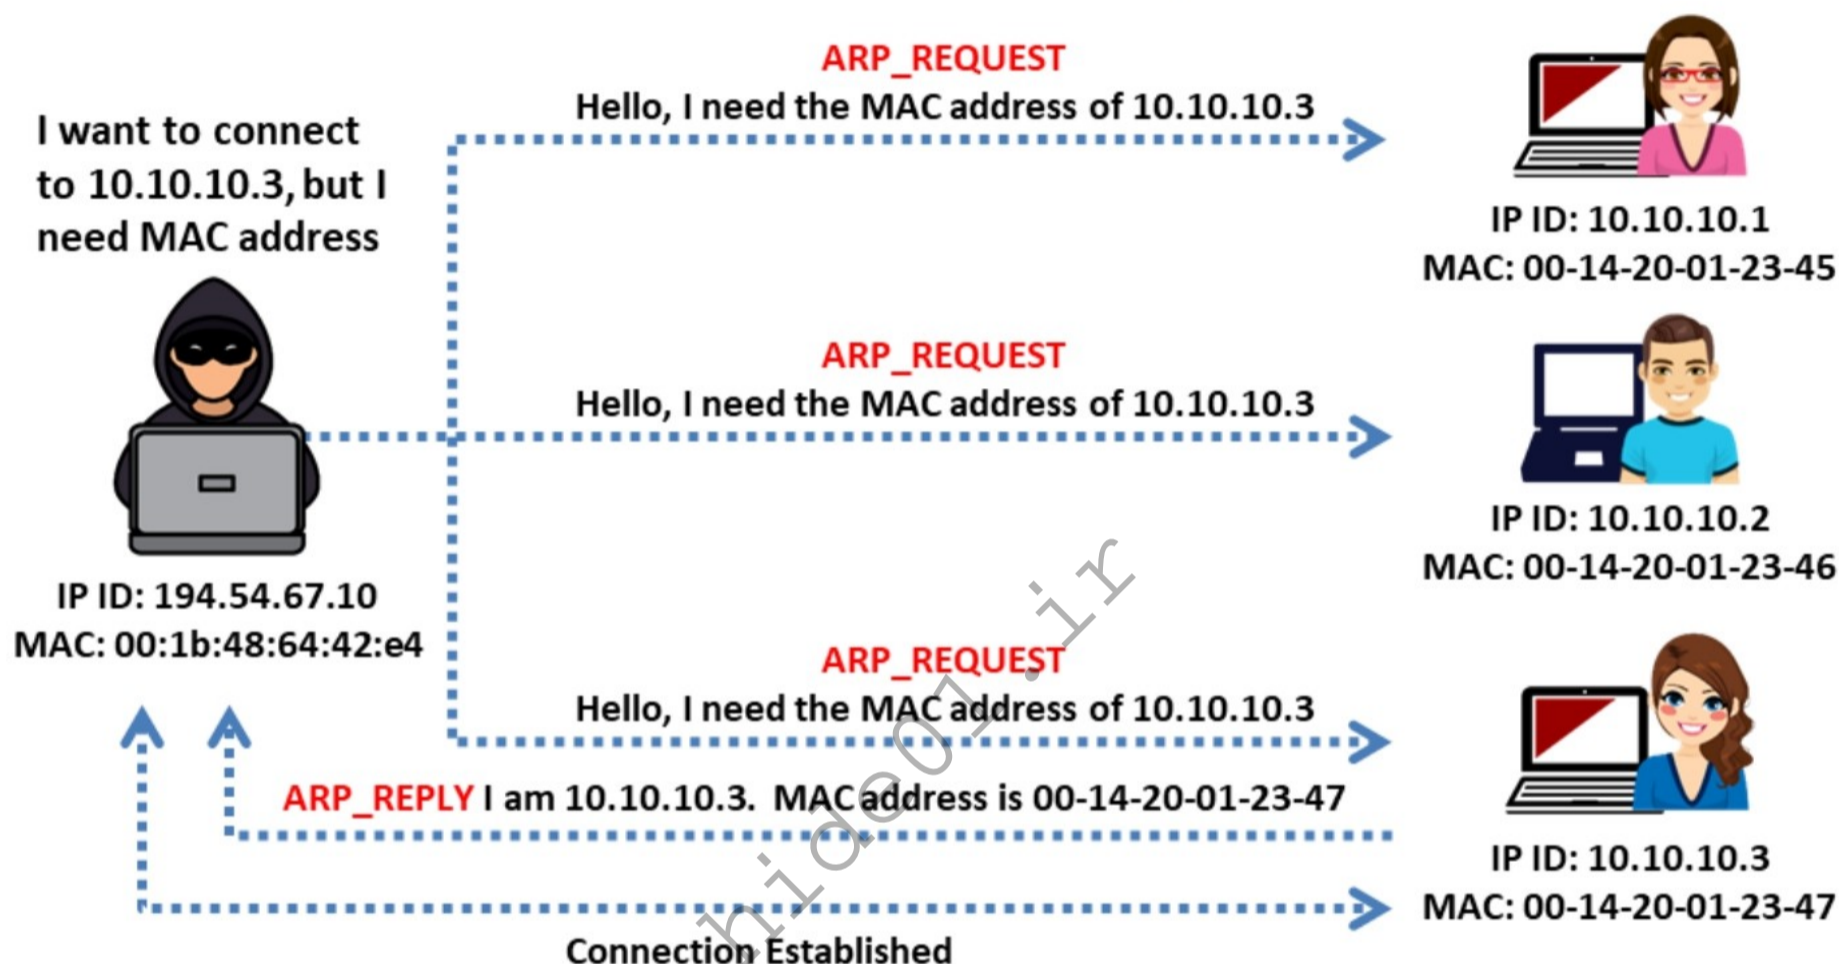 I want to connect
to 10.10.10.3, but I
need MAC address
IP ID: 194.54.67.10
MAC: 00:1b:48:64:42:e4
ARP_REQUEST
Hello, I need the MAC address of 10.10.10.3
IP ID: 10.10.10.1
MAC: 00-14-20-01-23-45
ARP_REQUEST
Hello, I need the MAC address of 10.10.10.3
IP ID: 10.10.10.2
MAC: 00-14-20-01-23-46
ARP_REQUEST
Hello, I need the MAC address of 10.10.10.3
ARP_REPLY I am 10.10.10.3. MAC address is 00-14-20-01-23-47
IP ID: 10.10.10.3
MAC: 00-14-20-01-23-47
Connection Established
hide01.ir